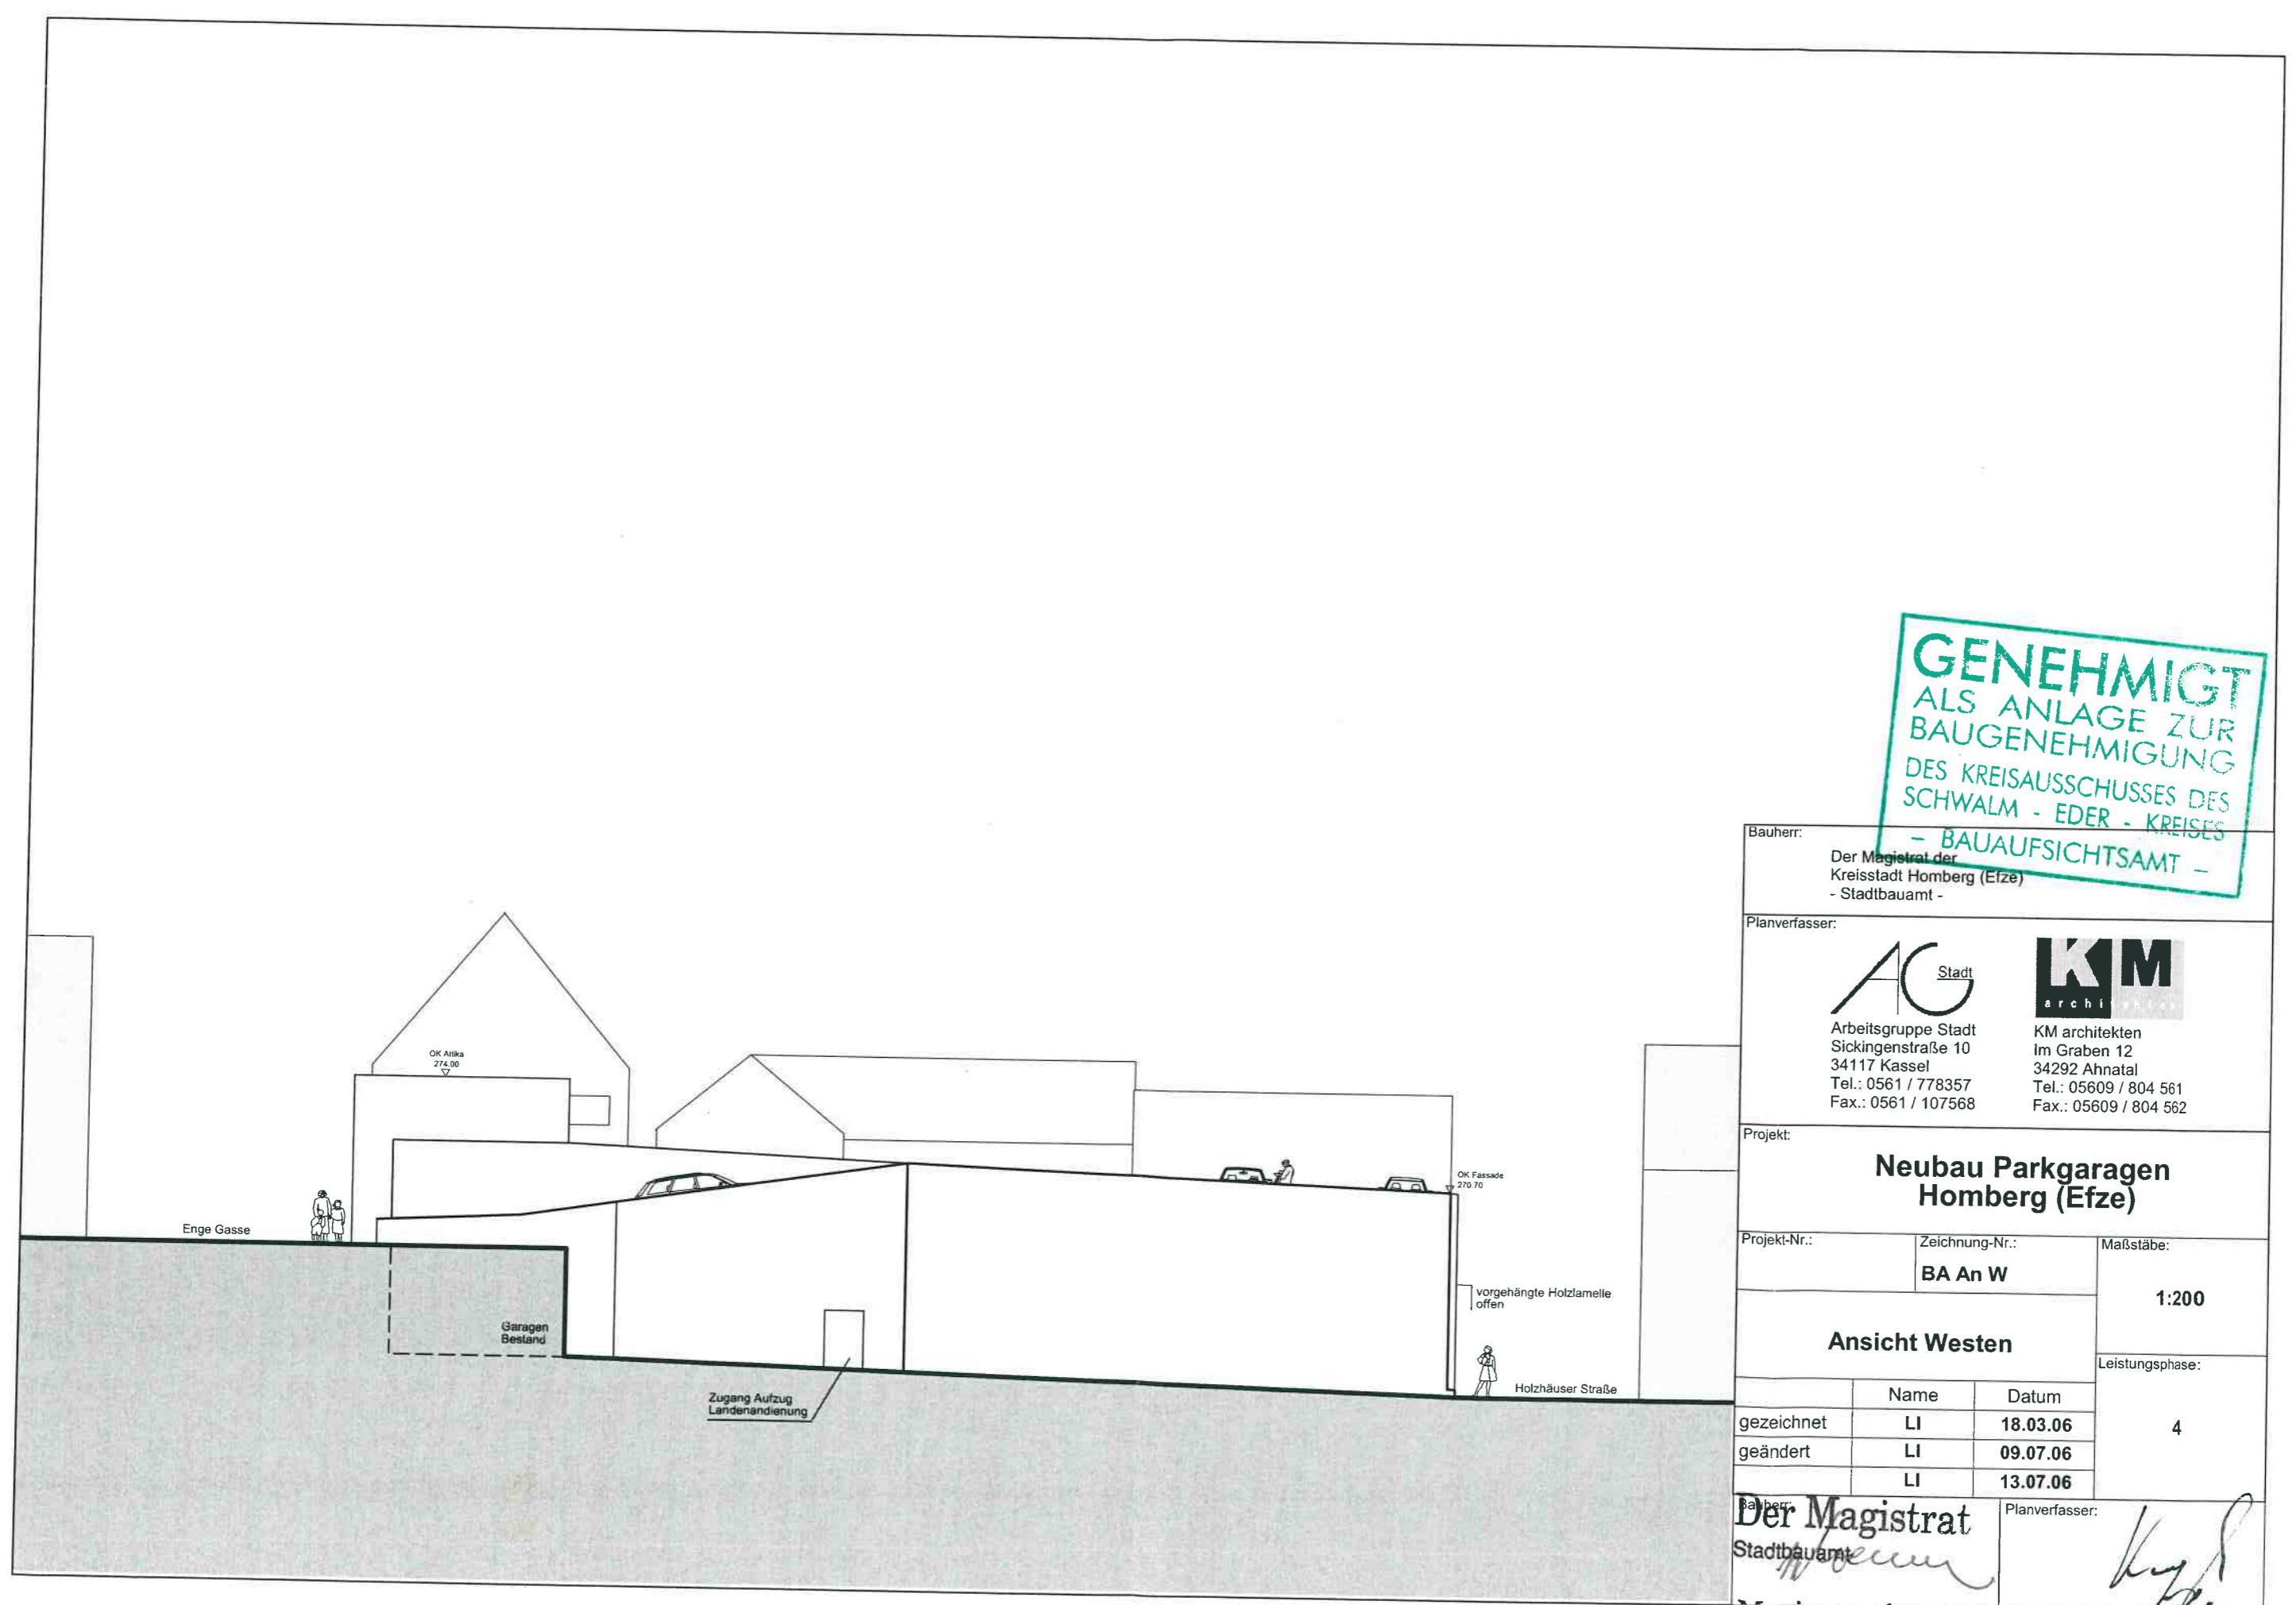 GENEHMIGT
ALS ANLAGE ZUR
BAUGENEHMIGUNG
DES KREISAUSSCHUSSES DES
SCHWALM - EDER - KREISES
- BAUAUFSICHTSAMT -
Bauherr:
Der Magistrat der
Kreisstadt Homberg (Efze)
- Stadtbauamt -
Planverfasser:
AG Stadt
Arbeitsgruppe Stadt
Sickingenstraße 10
34117 Kassel
Tel.: 0561 / 778357
Fax.: 0561 / 107568
KM
architekten
KM architekten
Im Graben 12
34292 Ahnatal
Tel.: 05609 / 804 561
Fax.: 05609 / 804 562
Projekt:
Neubau Parkgaragen
Homberg (Efze)
Projekt-Nr.:
Zeichnung-Nr.:
BA An W
Maßstäbe:
1:200
Ansicht Westen
Leistungsphase:
4
Name Datum
gezeichnet LI 18.03.06
geändert LI 09.07.06
LI 13.07.06
Bauherr:
Der Magistrat
Stadtbauamt
Planverfasser:
OK Attika
274.00
OK Fassade
270.70
Enge Gasse
vorgehängte Holzlamelle
offen
Garagen
Bestand
Zugang Aufzug
Landenandienung
Holzhäuser Straße